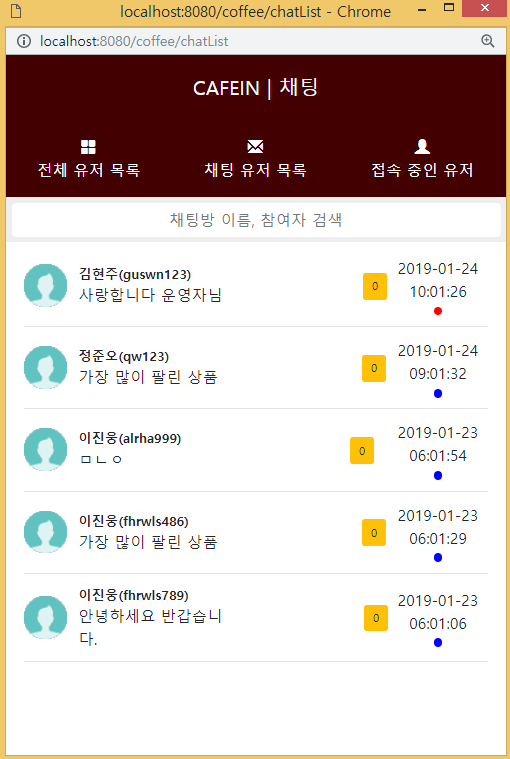 localhost:8080/coffee/chatList - Chrome
localhost:8080/coffee/chatList
CAFEIN | 채팅
전체 유저 목록 채팅 유저 목록 접속 중인 유저
채팅방 이름, 참여자 검색
김현주(guswn123)
사랑합니다 운영자님
0
2019-01-24
10:01:26
정준오(qw123)
가장 많이 팔린 상품
0
2019-01-24
09:01:32
이진웅(alrha999)
ㅁㄴㅇ
0
2019-01-23
06:01:54
이진웅(fhrwls486)
가장 많이 팔린 상품
0
2019-01-23
06:01:29
이진웅(fhrwls789)
안녕하세요 반갑습니
다.
0
2019-01-23
06:01:06